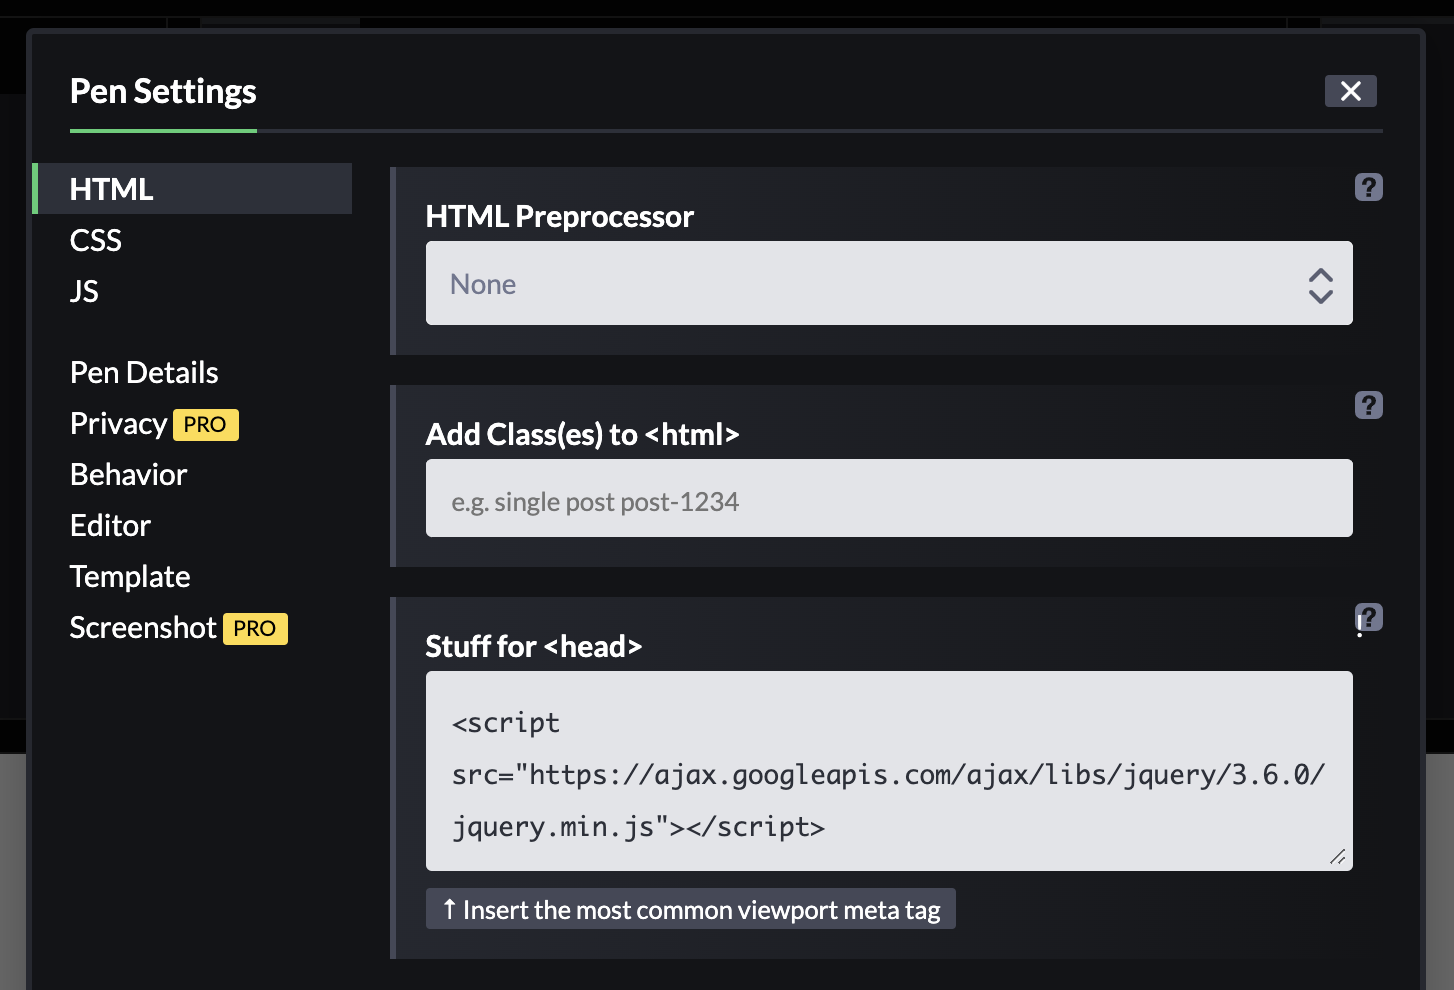 Pen Settings
HTML
CSS
JS
Pen Details
Privacy PRO
Behavior
Editor
Template
Screenshot PRO
?
HTML Preprocessor
None
?
Add Class(es) to <html>
e.g. single post post-1234
?
!
Stuff for <head>
<script
src="https://ajax.googleapis.com/ajax/libs/jquery/3.6.0/
jquery.min.js"></script>
↑ Insert the most common viewport meta tag